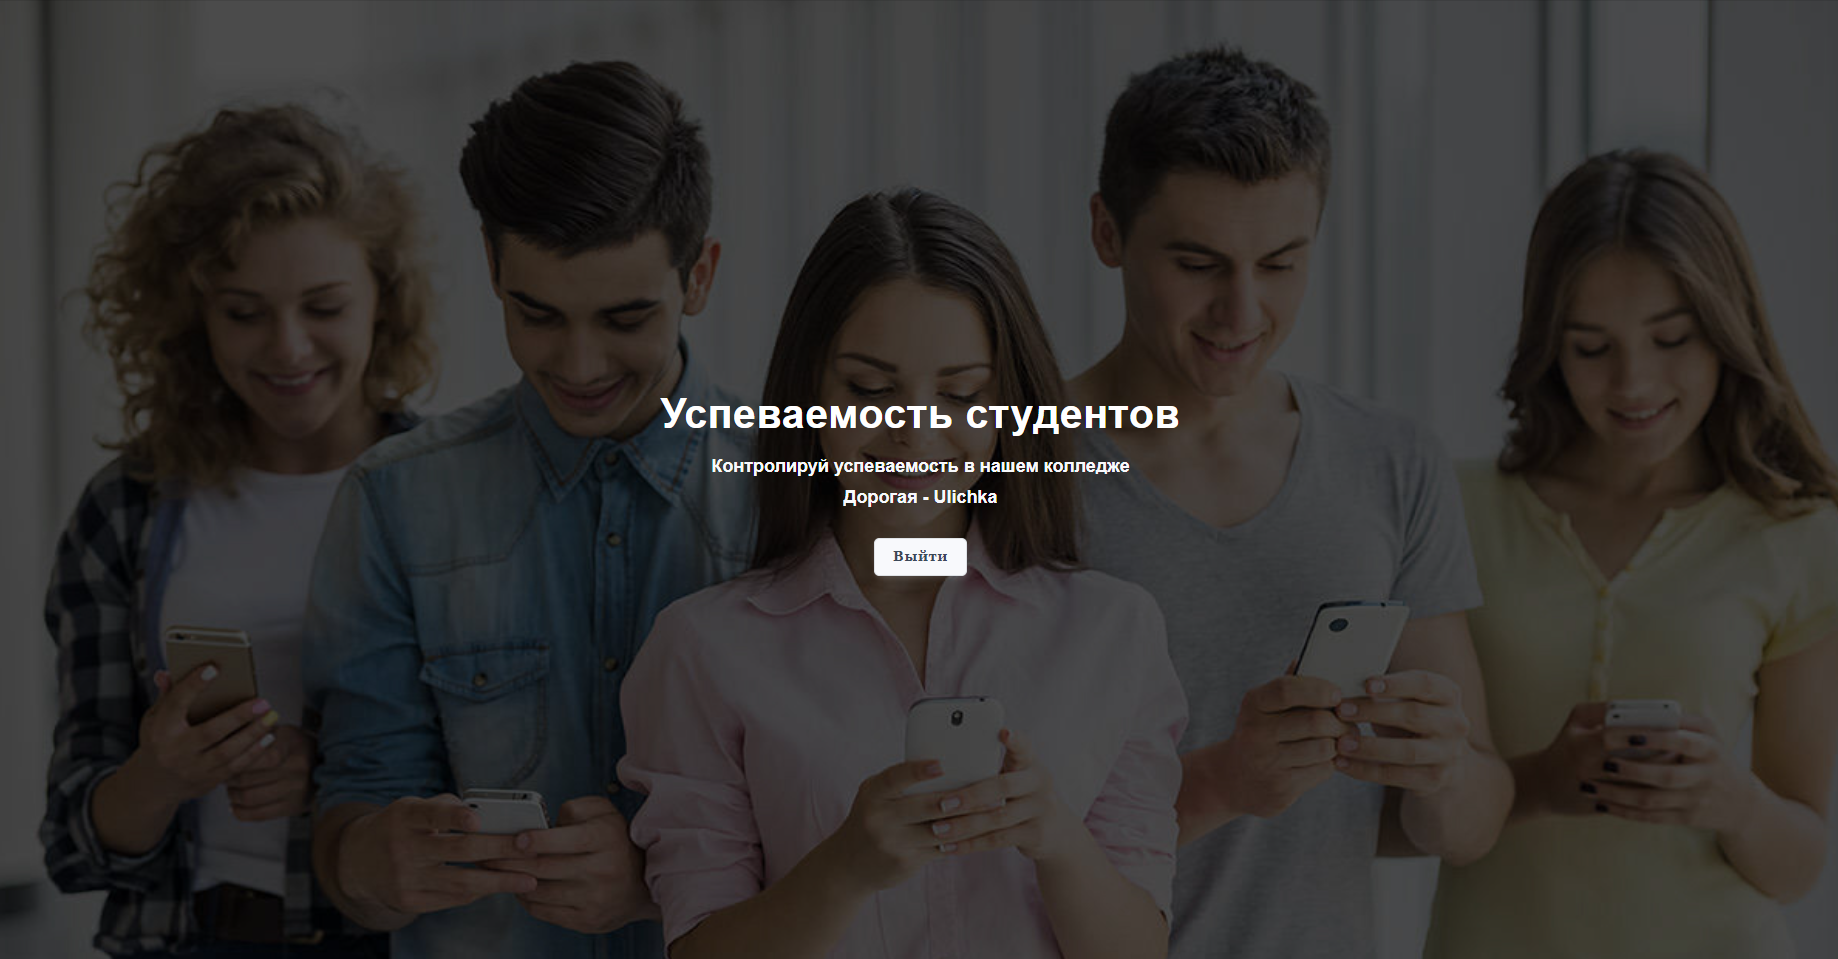 Успеваемость студентов
Контролируй успеваемость в нашем колледже
Дорогая - Ulichka
Выйти